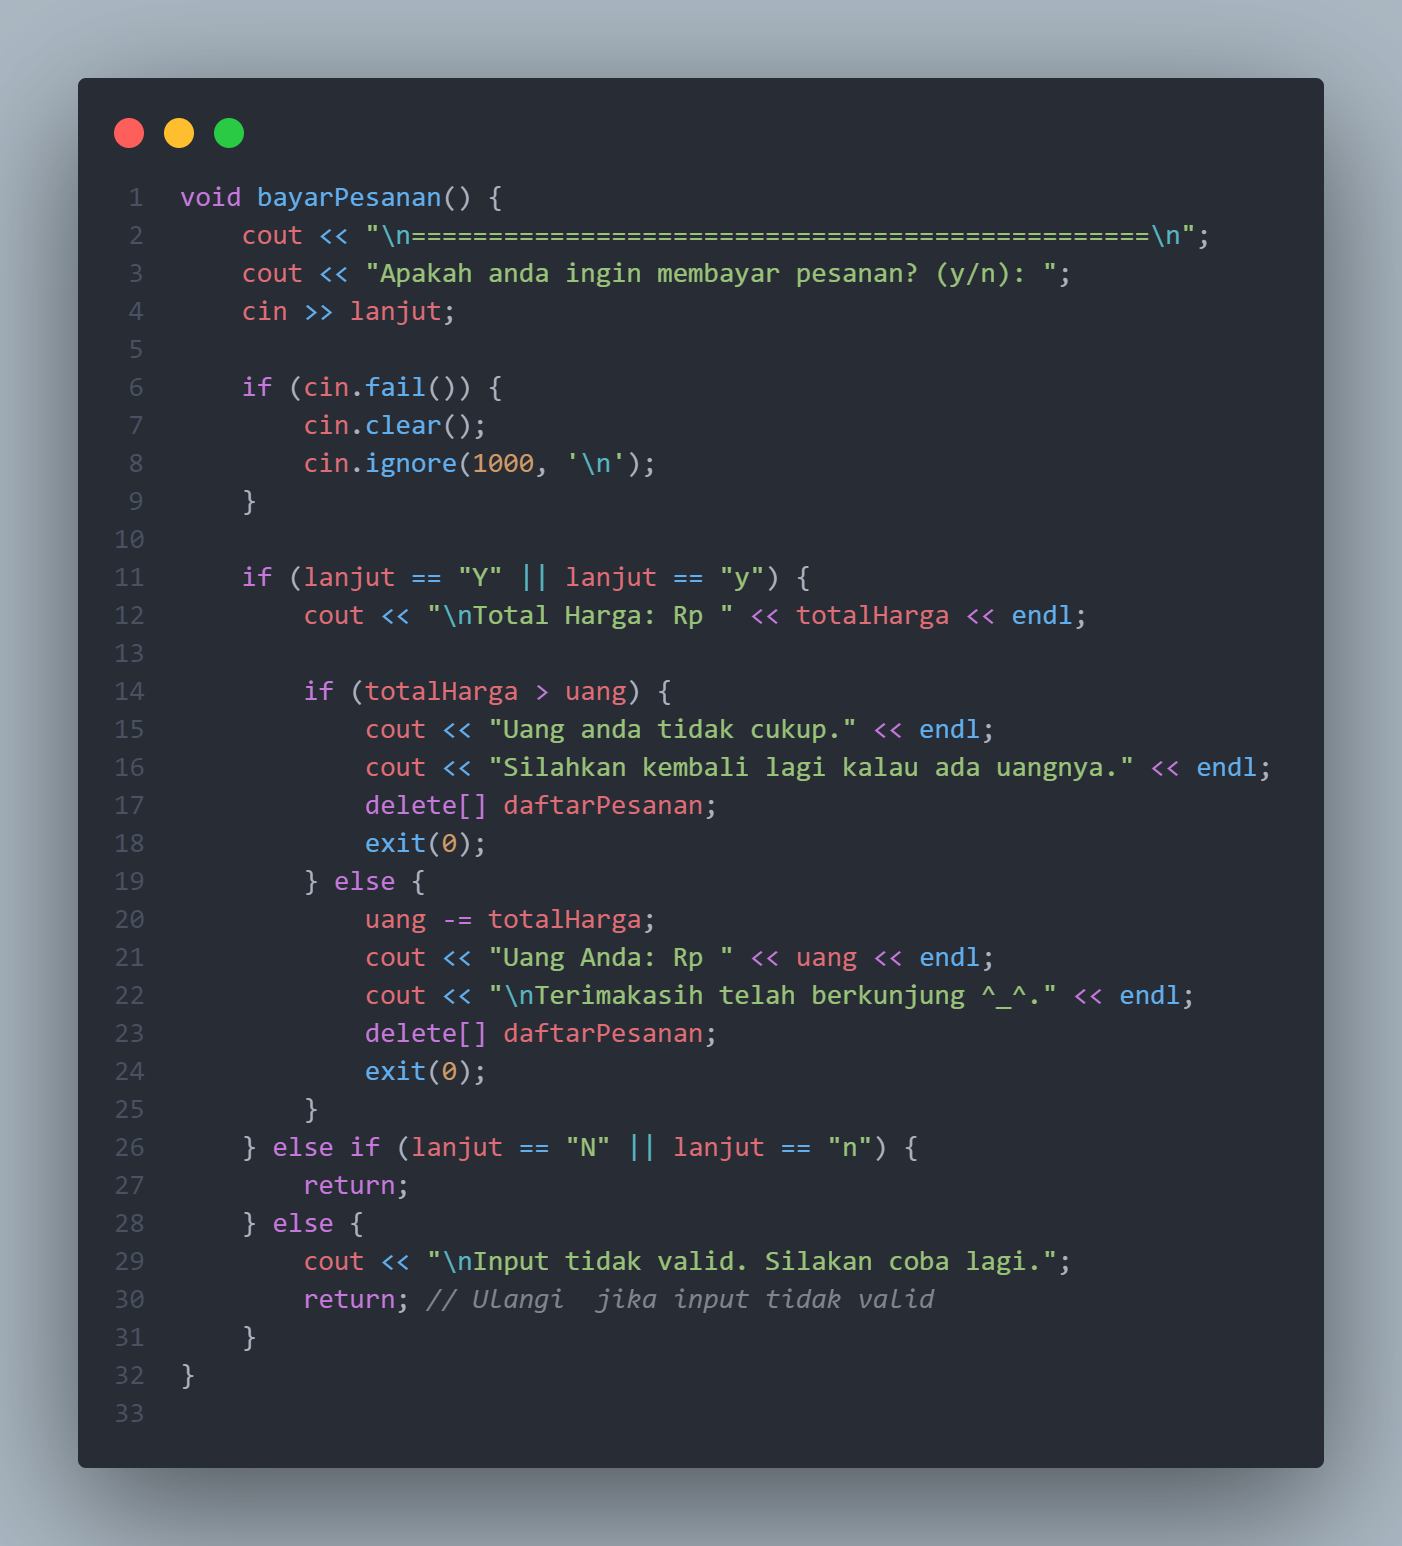 1 void bayarPesanan() {
2     cout << "\n================================================\n";
3     cout << "Apakah anda ingin membayar pesanan? (y/n): ";
4     cin >> lanjut;
5
6     if (cin.fail()) {
7         cin.clear();
8         cin.ignore(1000, '\n');
9     }
10
11     if (lanjut == "Y" || lanjut == "y") {
12         cout << "\nTotal Harga: Rp " << totalHarga << endl;
13
14         if (totalHarga > uang) {
15             cout << "Uang anda tidak cukup." << endl;
16             cout << "Silahkan kembali lagi kalau ada uangnya." << endl;
17             delete[] daftarPesanan;
18             exit(0);
19         } else {
20             uang -= totalHarga;
21             cout << "Uang Anda: Rp " << uang << endl;
22             cout << "\nTerimakasih telah berkunjung ^_^." << endl;
23             delete[] daftarPesanan;
24             exit(0);
25         }
26     } else if (lanjut == "N" || lanjut == "n") {
27         return;
28     } else {
29         cout << "\nInput tidak valid. Silakan coba lagi.";
30         return; // Ulangi  jika input tidak valid
31     }
32 }
33